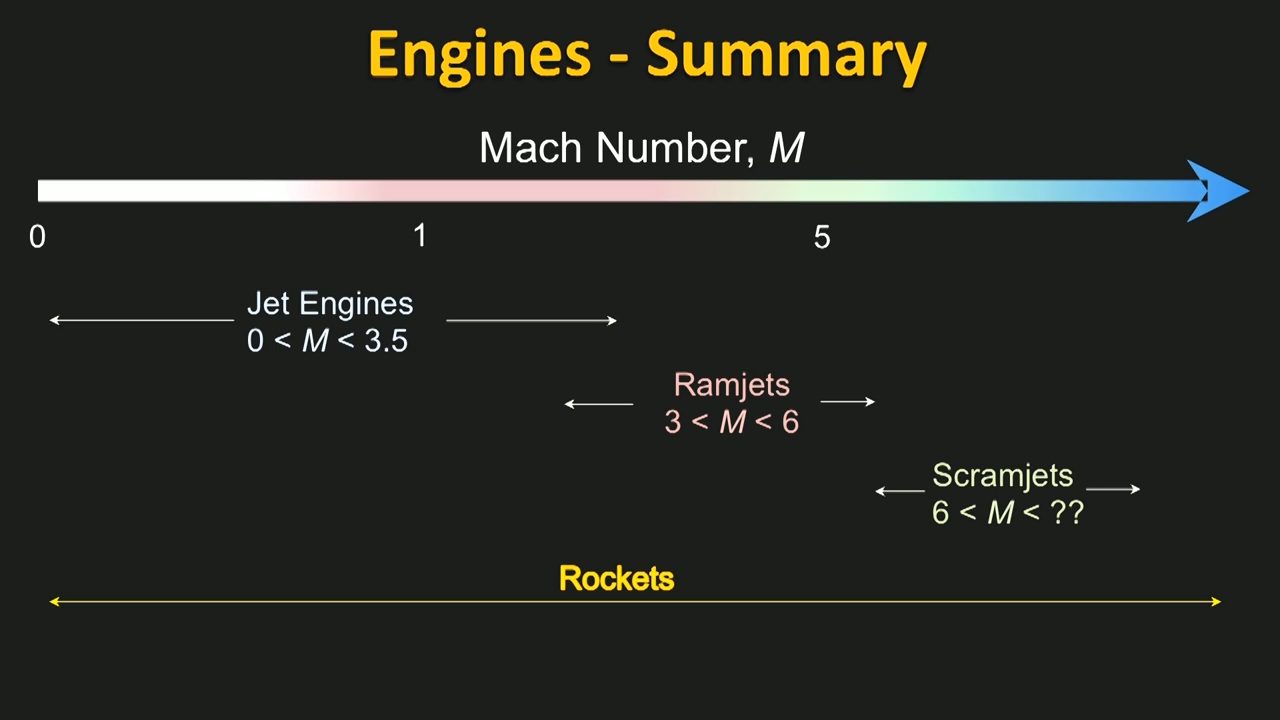 Engines - Summary
Mach Number, M
0 1 5
Jet Engines
0 < M < 3.5
Ramjets
3 < M < 6
Scramjets
6 < M < ??
Rockets